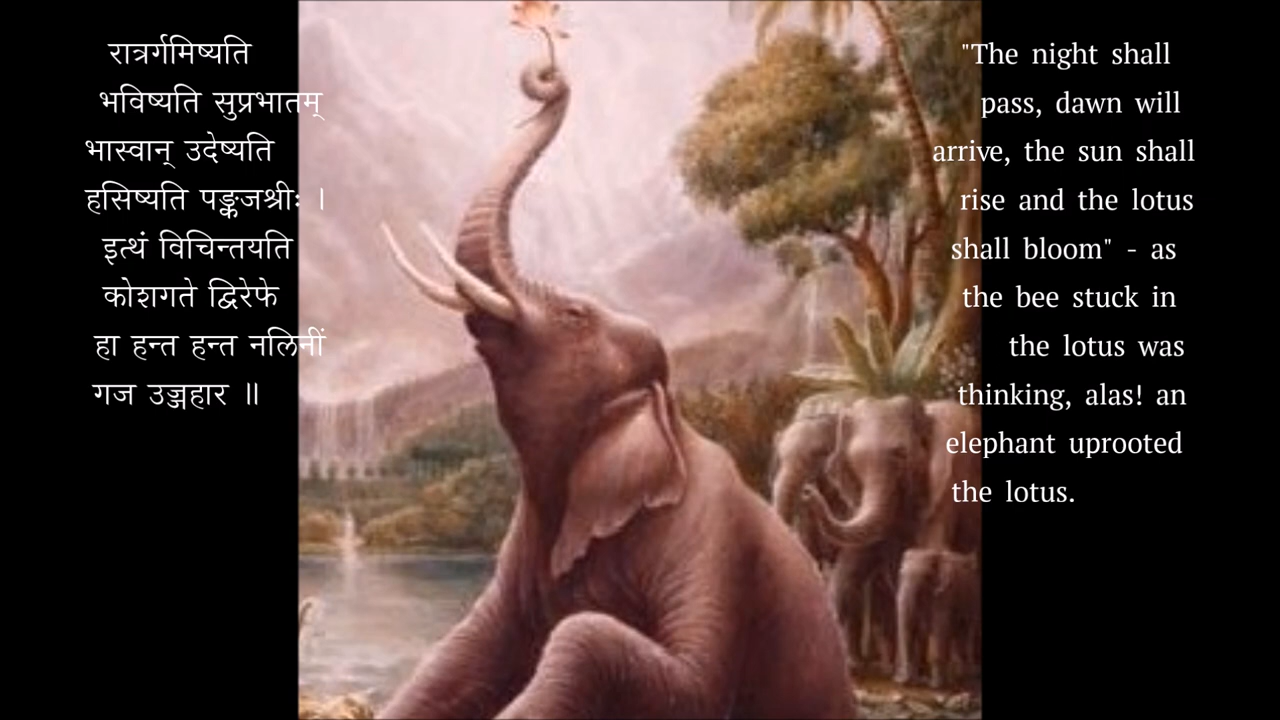 रात्रर्गमिष्यति
भविष्यति सुप्रभातम्
भास्वान् उदेष्यति
हसिष्यति पङ्कजश्रीः ।
इत्थं विचिन्तयति
कोशगते द्विरेफे
हा हन्त हन्त नलिनीं
गज उज्जहार ॥
"The night shall
pass, dawn will
arrive, the sun shall
rise and the lotus
shall bloom" - as
the bee stuck in
the lotus was
thinking, alas! an
elephant uprooted
the lotus.